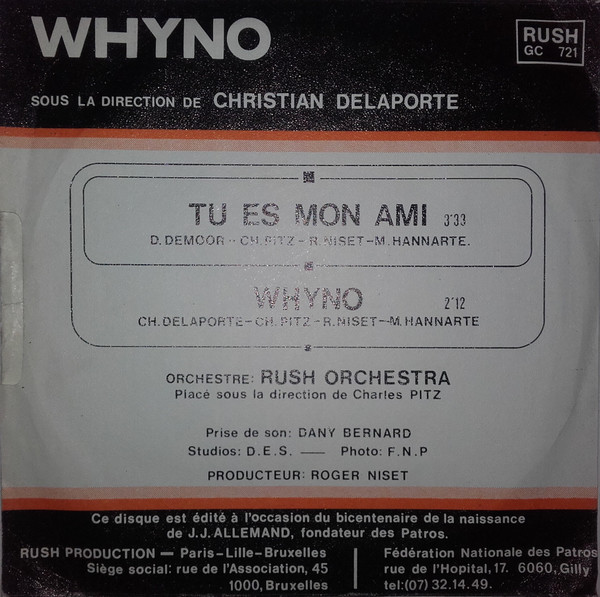 WHYNO
RUSH
GC 721
SOUS LA DIRECTION DE CHRISTIAN DELAPORTE
TU ES MON AMI 3'33
D. DEMOOR - CH. PITZ - R. NISET - M. HANNARTE.
WHYNO 2'12
CH. DELAPORTE - CH. PITZ - R. NISET - M. HANNARTE
ORCHESTRE: RUSH ORCHESTRA
Placé sous la direction de Charles PITZ
Prise de son: DANY BERNARD
Studios: D.E.S. — Photo: F.N.P
PRODUCTEUR: ROGER NISET
Ce disque est édité à l'occasion du bicentenaire de la naissance
de J.J. ALLEMAND, fondateur des Patros.
RUSH PRODUCTION — Paris-Lille-Bruxelles
Siège social: rue de l'Association, 45
1000, Bruxelles
Fédération Nationale des Patros
rue de l'Hopital, 17. 6060, Gilly
tel:(07) 32.14.49.